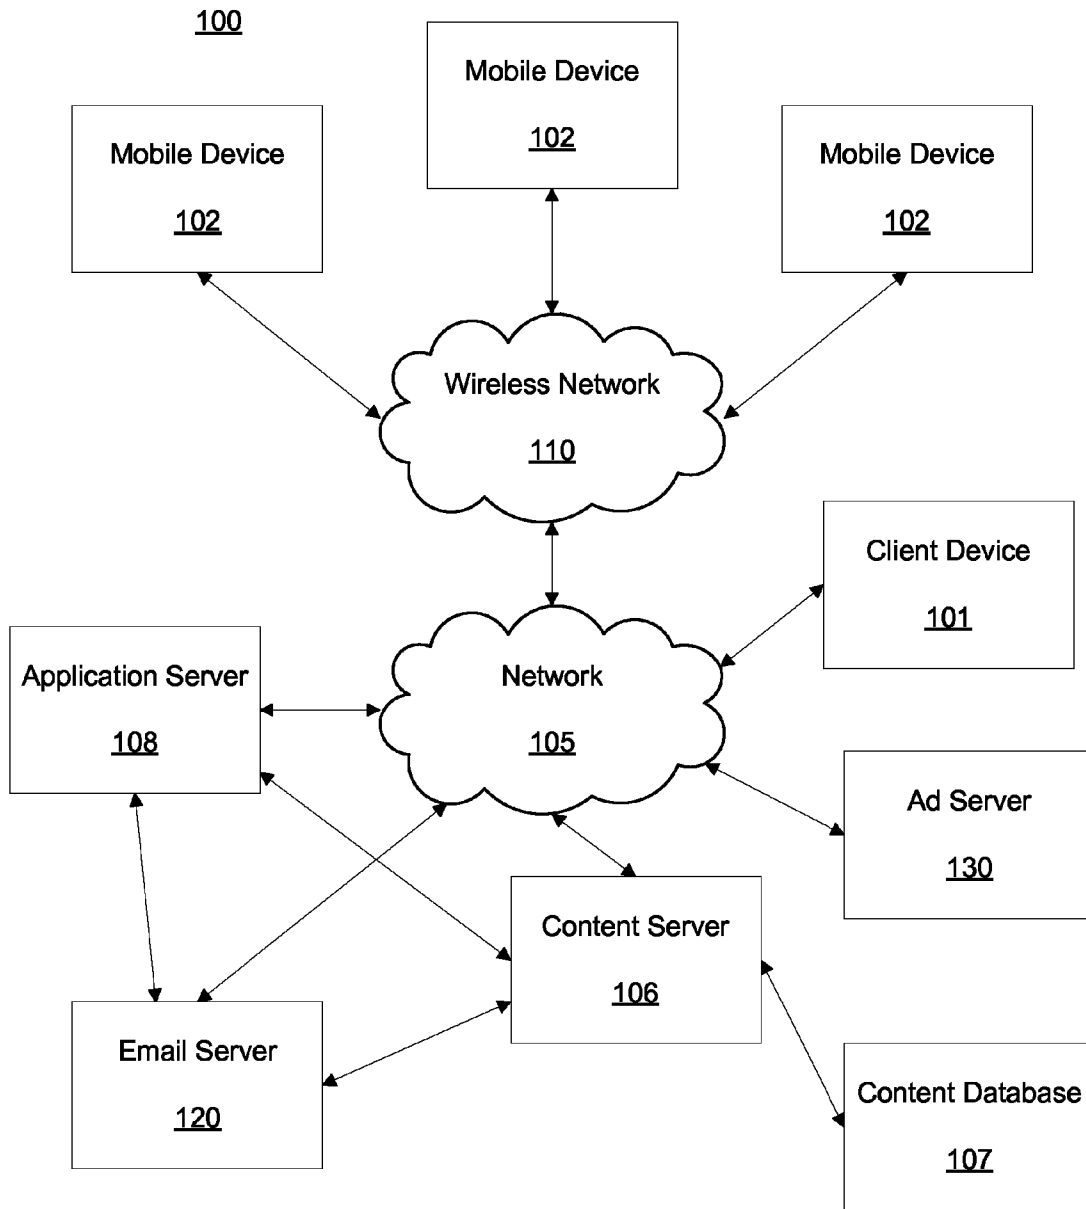 100
Mobile Device
102
Mobile Device
102
Mobile Device
102
Wireless Network
110
Client Device
101
Application Server
108
Network
105
Ad Server
130
Content Server
106
Email Server
120
Content Database
107